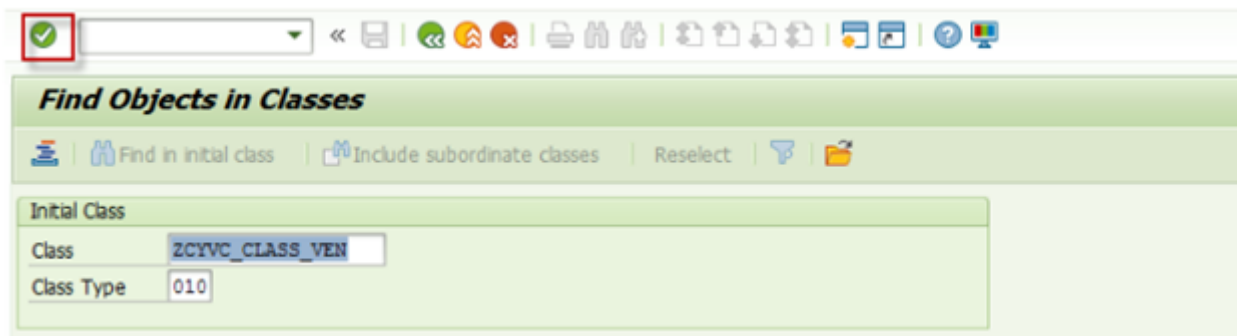 Find Objects in Classes
Find in initial class Include subordinate classes Reselect
Initial Class
Class ZCYVC_CLASS_VEN
Class Type 010